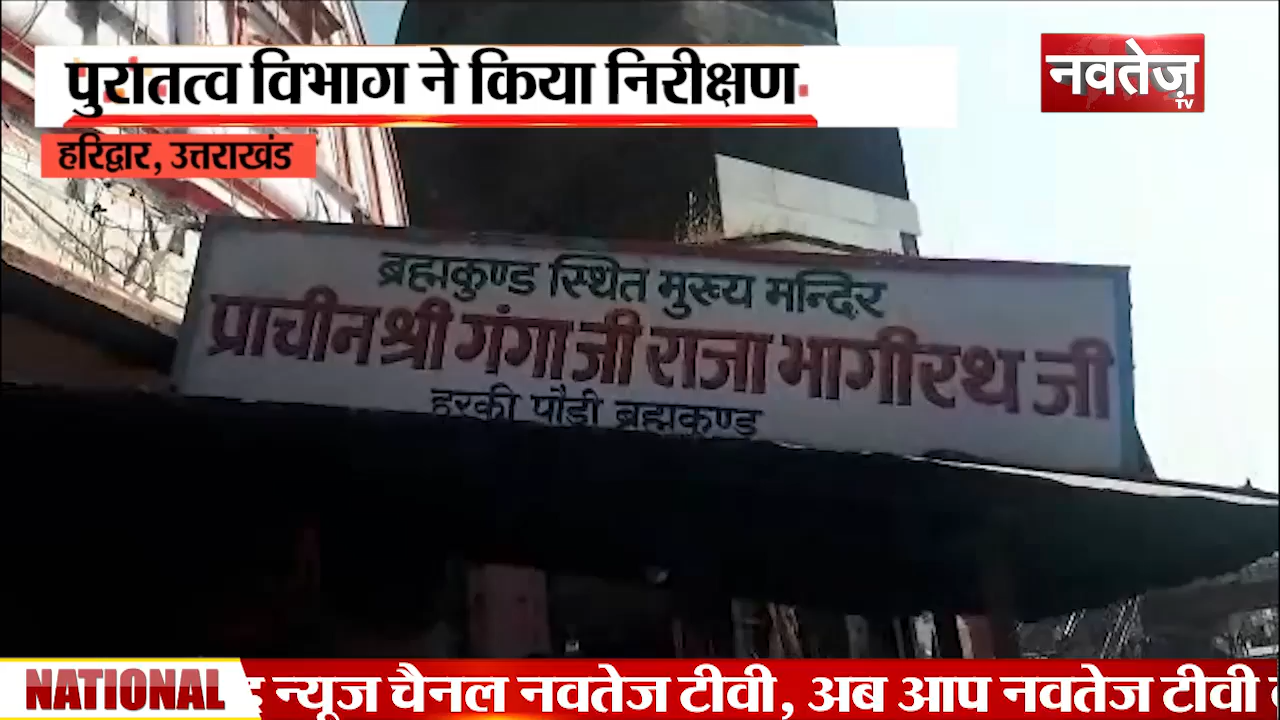 पुरातत्व विभाग ने किया निरीक्षण
नवतेज़
TV
हरिद्वार, उत्तराखंड
ब्रह्मकुण्ड स्थित मुख्य मन्दिर
प्राचीन श्री गंगा जी राजा भागीरथ जी
हरकी पौड़ी ब्रह्मकुण्ड
NATIONAL
न्यूज चैनल नवतेज टीवी, अब आप नवतेज टीवी